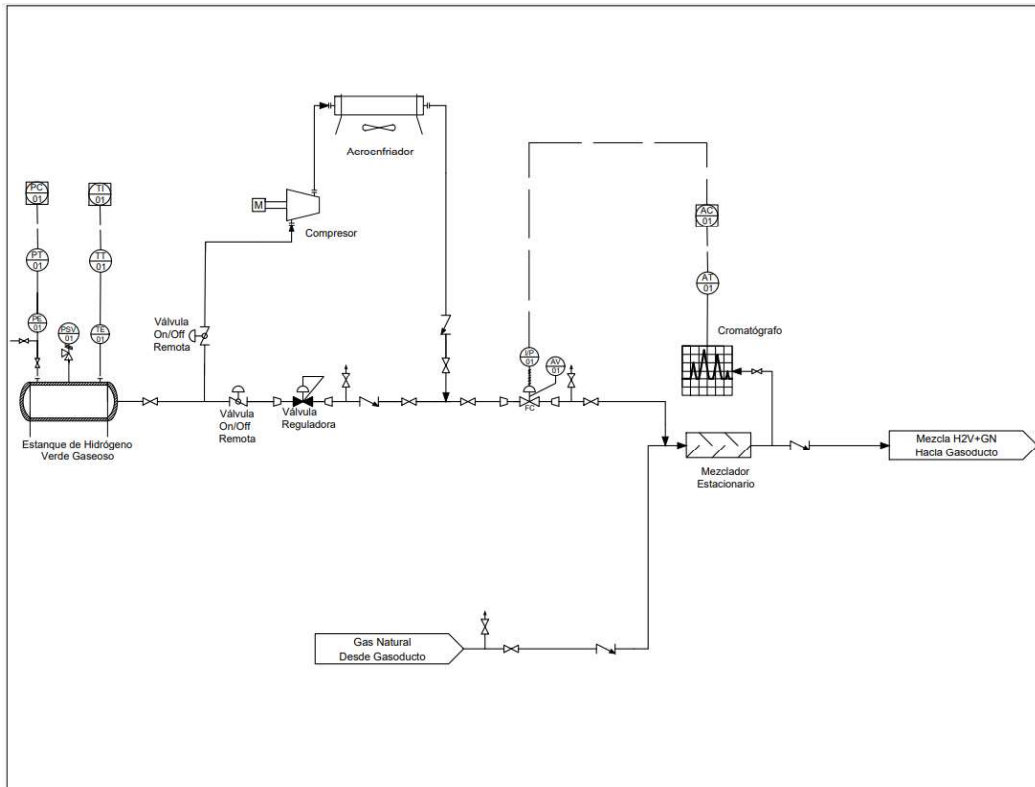 Aeroenfriador
PC
01
TI
01
AC
01
M
Compresor
PT
01
TT
01
AT
01
PE
01
PSV
01
TE
01
Válvula
On/Off
Remota
Cromatógrafo
I/P
01
AV
01
FC
Válvula
On/Off
Remota
Válvula
Reguladora
Estanque de Hidrógeno
Verde Gaseoso
Mezcla H2V+GN
Hacia Gasoducto
Mezclador
Estacionario
Gas Natural
Desde Gasoducto